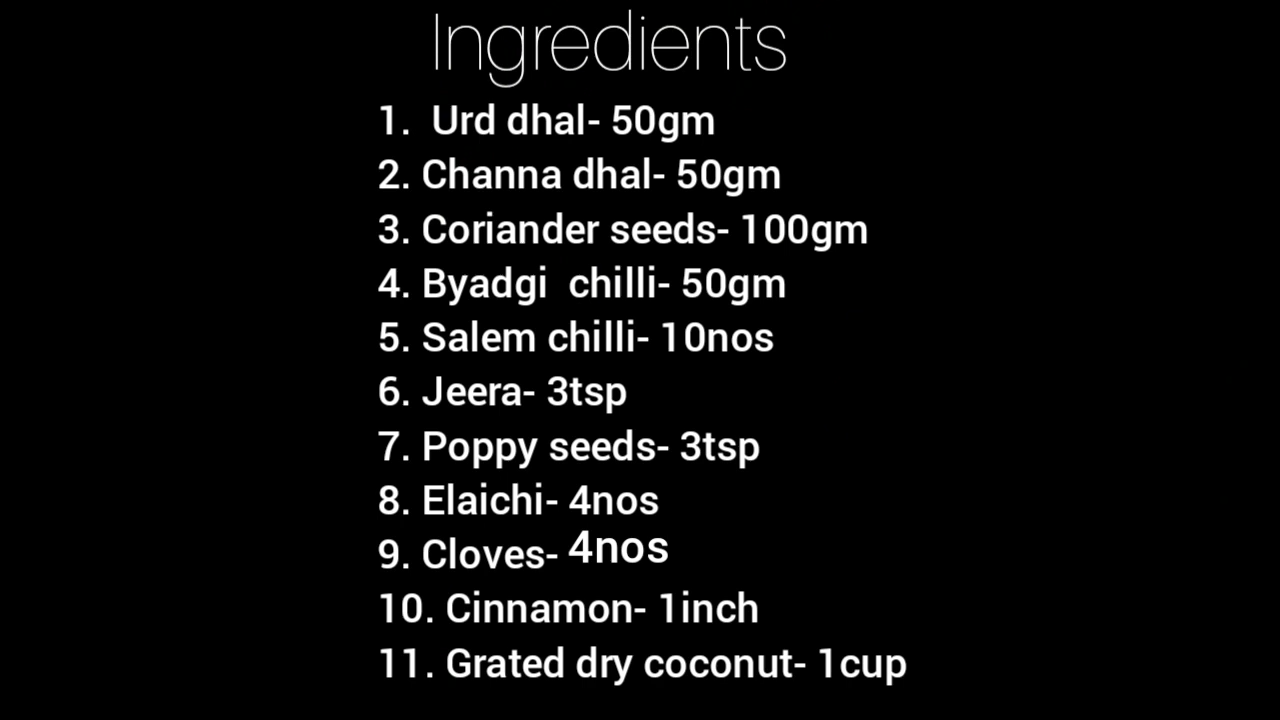 Ingredients
1. Urd dhal- 50gm
2. Channa dhal- 50gm
3. Coriander seeds- 100gm
4. Byadgi chilli- 50gm
5. Salem chilli- 10nos
6. Jeera- 3tsp
7. Poppy seeds- 3tsp
8. Elaichi- 4nos
9. Cloves- 4nos
10. Cinnamon- 1inch
11. Grated dry coconut- 1cup